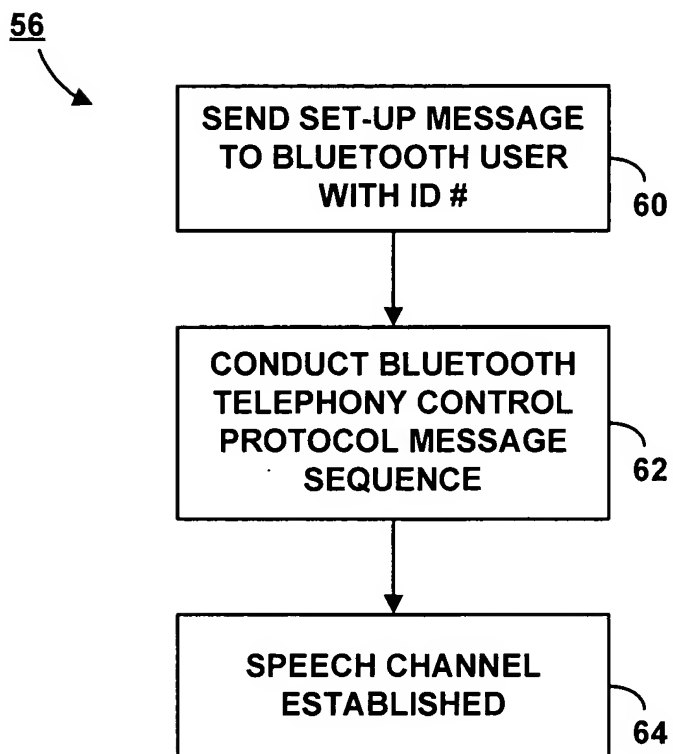 56
SEND SET-UP MESSAGE
TO BLUETOOTH USER
WITH ID #
60
CONDUCT BLUETOOTH
TELEPHONY CONTROL
PROTOCOL MESSAGE
SEQUENCE
62
SPEECH CHANNEL
ESTABLISHED
64